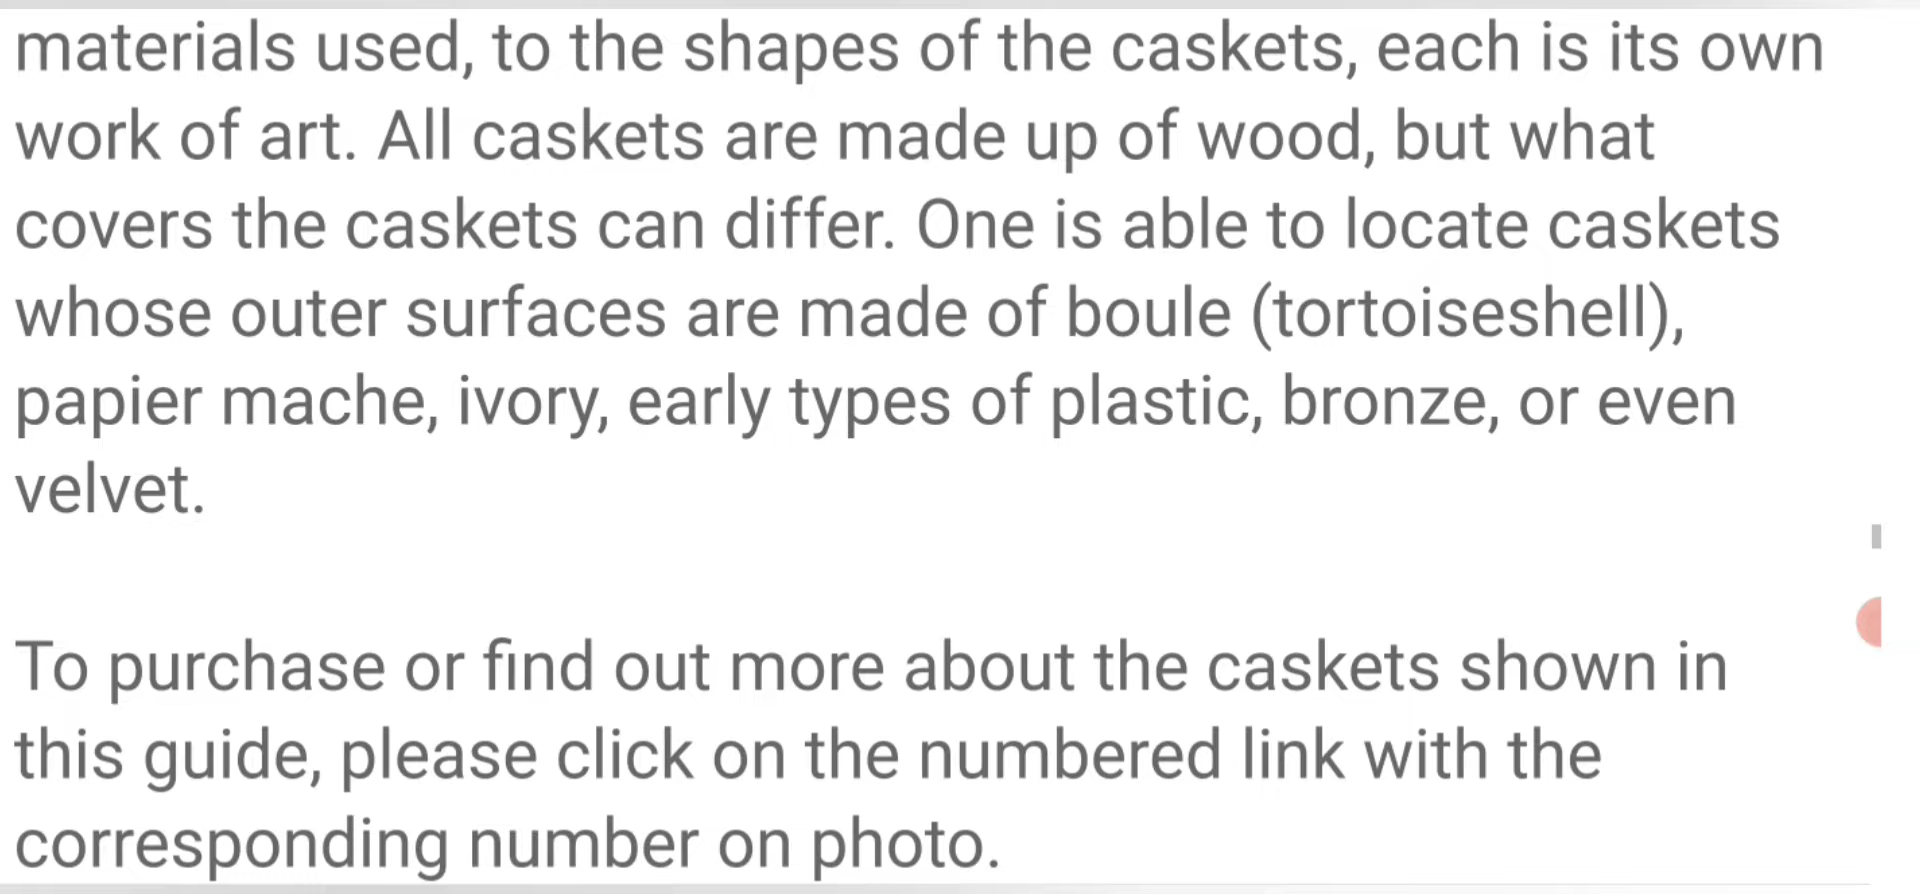 materials used, to the shapes of the caskets, each is its own
work of art. All caskets are made up of wood, but what
covers the caskets can differ. One is able to locate caskets
whose outer surfaces are made of boule (tortoiseshell),
papier mache, ivory, early types of plastic, bronze, or even
velvet.
To purchase or find out more about the caskets shown in
this guide, please click on the numbered link with the
corresponding number on photo.